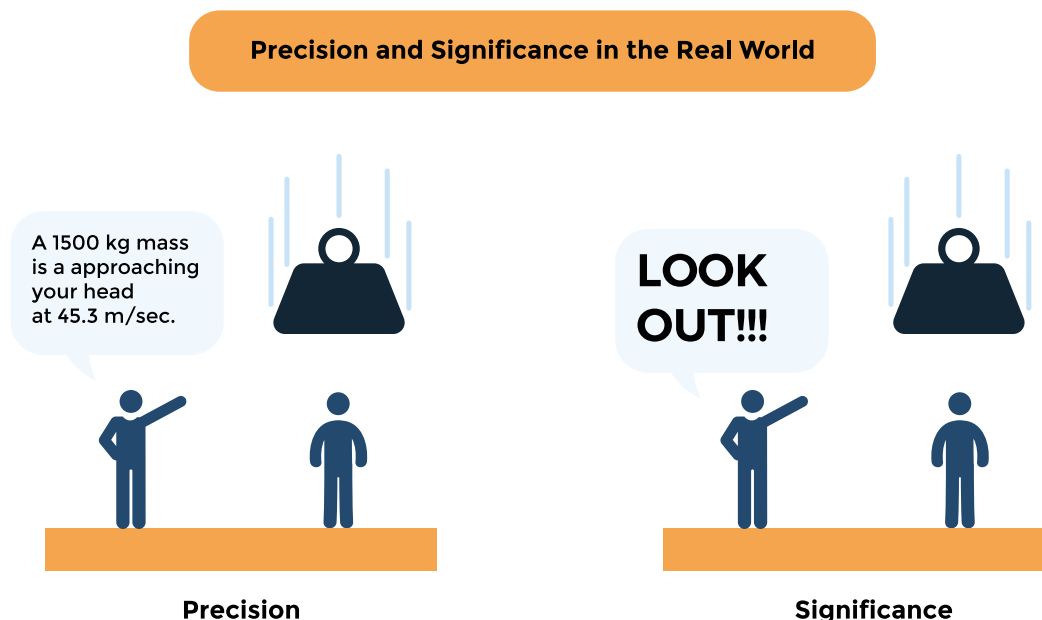 Precision and Significance in the Real World
A 1500 kg mass
is a approaching
your head
at 45.3 m/sec.
LOOK
OUT!!!
Precision
Significance